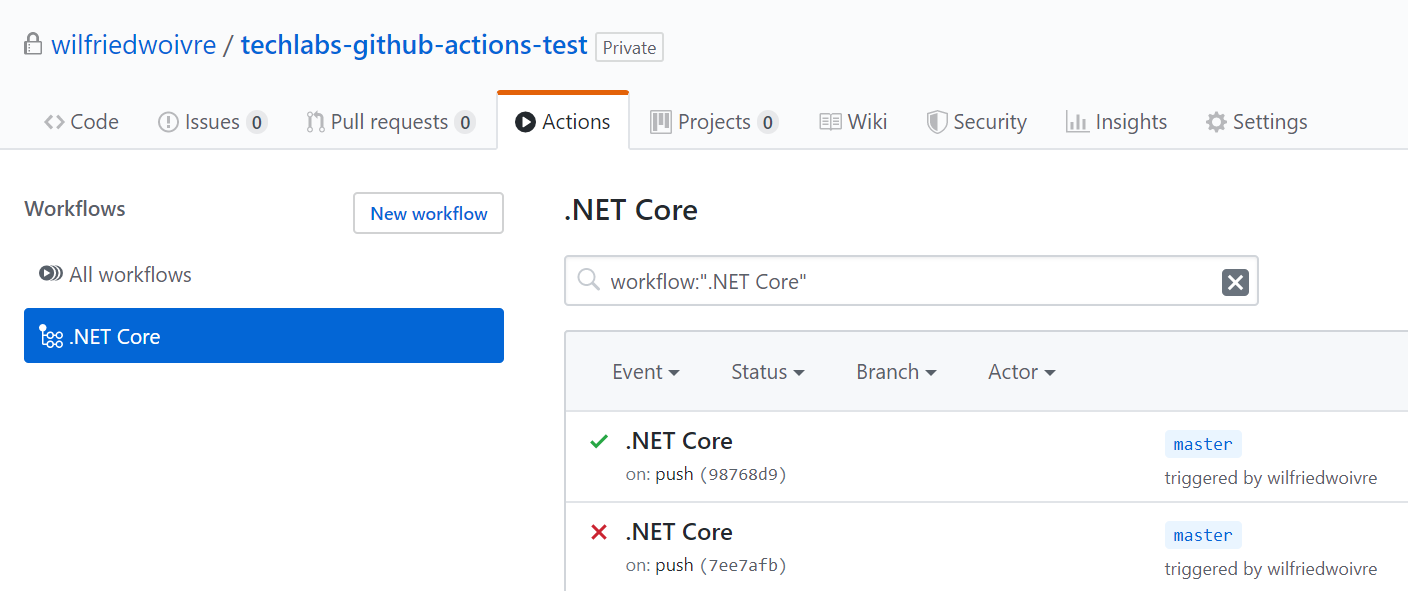 wilfriedwoivre / techlabs-github-actions-test Private
Code Issues 0 Pull requests 0 Actions Projects 0 Wiki Security Insights Settings
Workflows
New workflow
All workflows
.NET Core
.NET Core
workflow:".NET Core"
Event Status Branch Actor
.NET Core
master
on: push (98768d9)
triggered by wilfriedwoivre
.NET Core
master
on: push (7ee7afb)
triggered by wilfriedwoivre